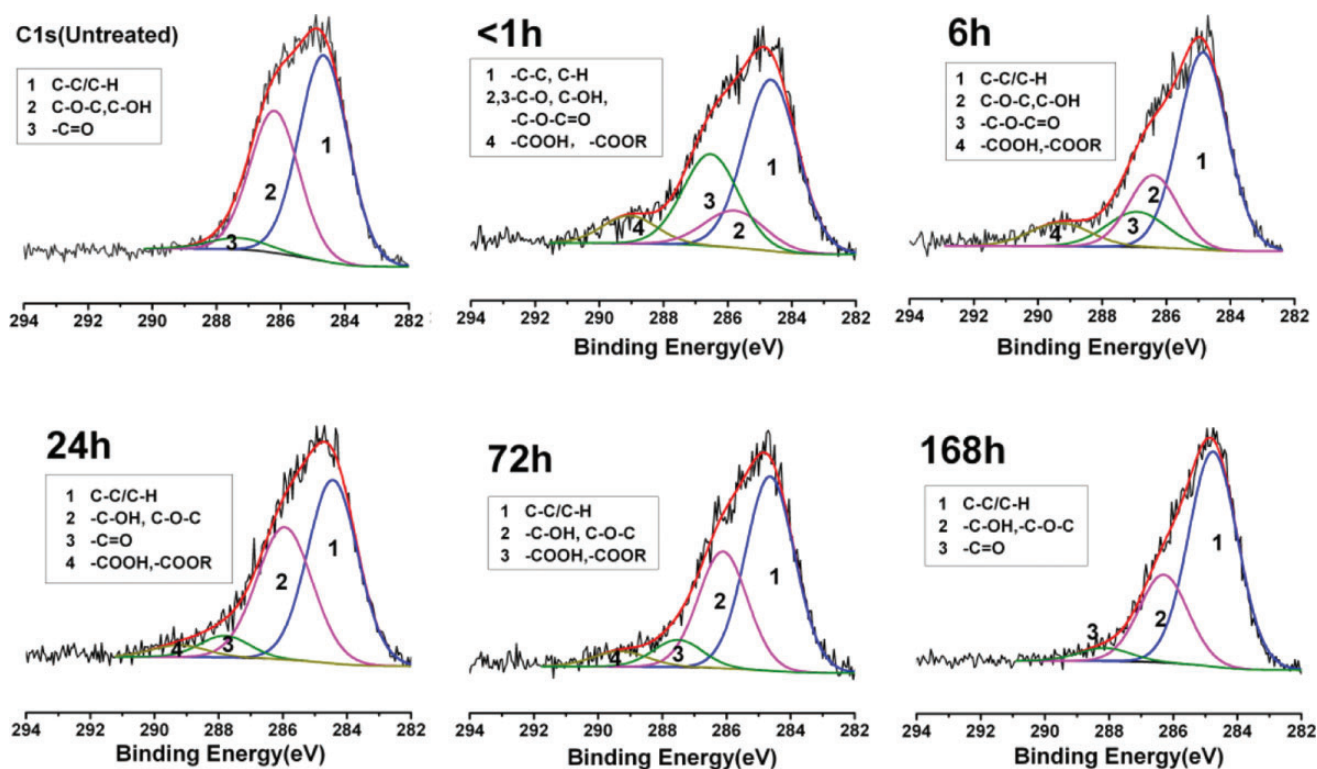 C1s(Untreated)
1 C-C/C-H
2 C-O-C,C-OH
3 -C=O
1
2
3
294 292 290 288 286 284 282
<1h
1 -C-C, C-H
2,3-C-O, C-OH,
-C-O-C=O
4 -COOH, -COOR
1
3
4
2
294 292 290 288 286 284 282
Binding Energy(eV)
6h
1 C-C/C-H
2 C-O-C,C-OH
3 -C-O-C=O
4 -COOH,-COOR
1
2
3
4
294 292 290 288 286 284 282
Binding Energy(eV)
24h
1 C-C/C-H
2 -C-OH, C-O-C
3 -C=O
4 -COOH,-COOR
1
2
3
4
294 292 290 288 286 284 282
Binding Energy(eV)
72h
1 C-C/C-H
2 -C-OH, C-O-C
3 -COOH,-COOR
1
2
3
4
294 292 290 288 286 284 282
Binding Energy(eV)
168h
1 C-C/C-H
2 -C-OH,-C-O-C
3 -C=O
1
2
3
294 292 290 288 286 284 282
Binding Energy(eV)